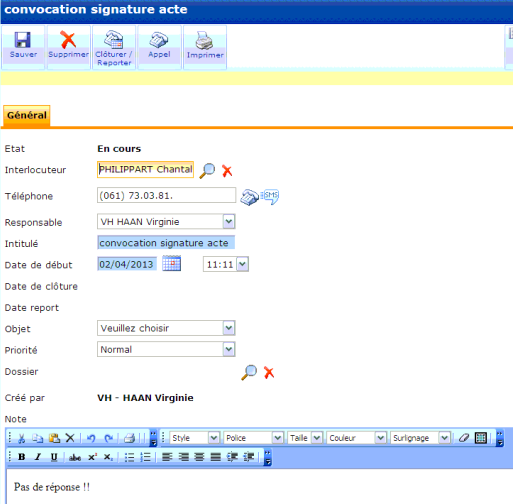 convocation signature acte
Sauver Supprimer Clôturer / Reporter Appel Imprimer
Général
Etat En cours
Interlocuteur PHILIPPART Chantal
Téléphone (061) 73.03.81. SMS
Responsable VH HAAN Virginie
Intitulé convocation signature acte
Date de début 02/04/2013 11:11
Date de clôture
Date report
Objet Veuillez choisir
Priorité Normal
Dossier
Créé par VH - HAAN Virginie
Note
Style Police Taille Couleur Surlignage
B I U abc x² x₂
Pas de réponse !!